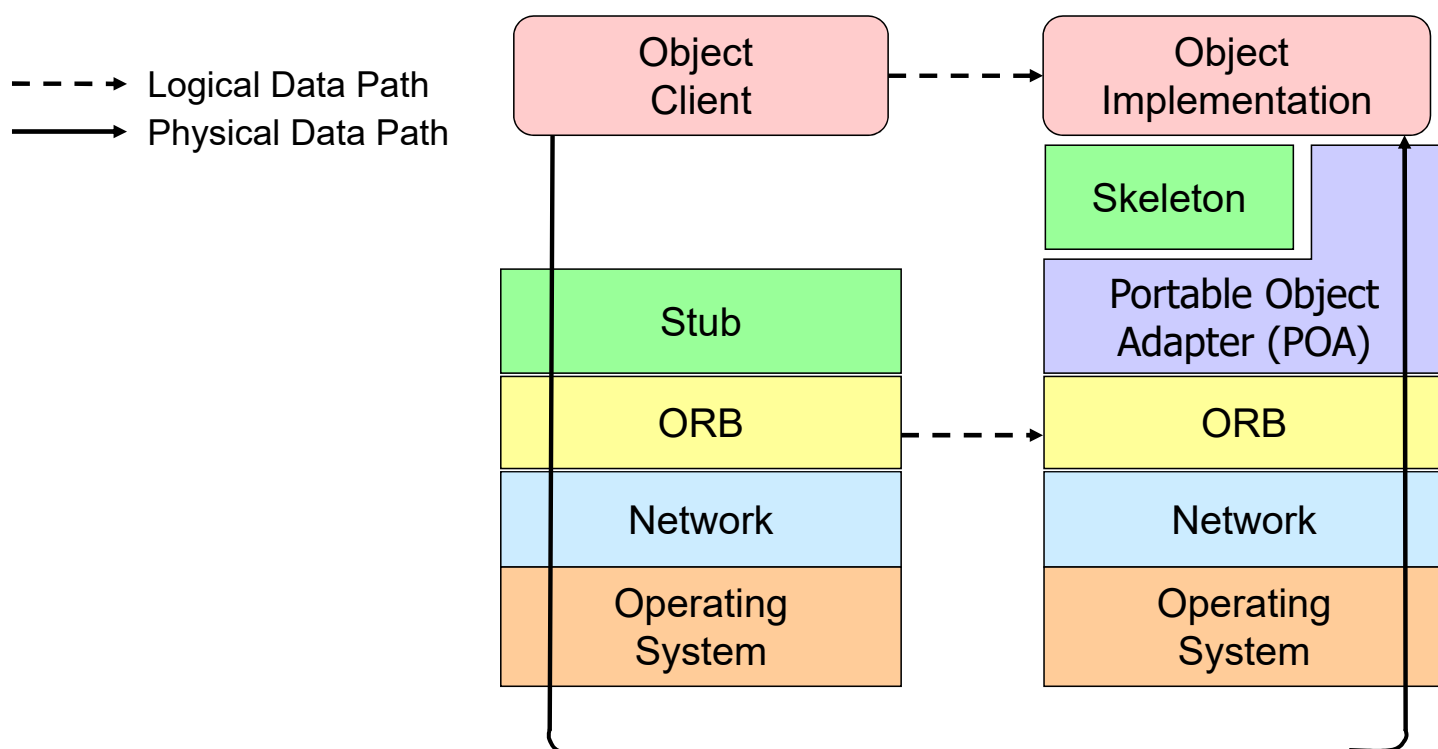 Logical Data Path
Physical Data Path
Object
Client
Object
Implementation
Skeleton
Stub
Portable Object
Adapter (POA)
ORB
ORB
Network
Network
Operating
System
Operating
System